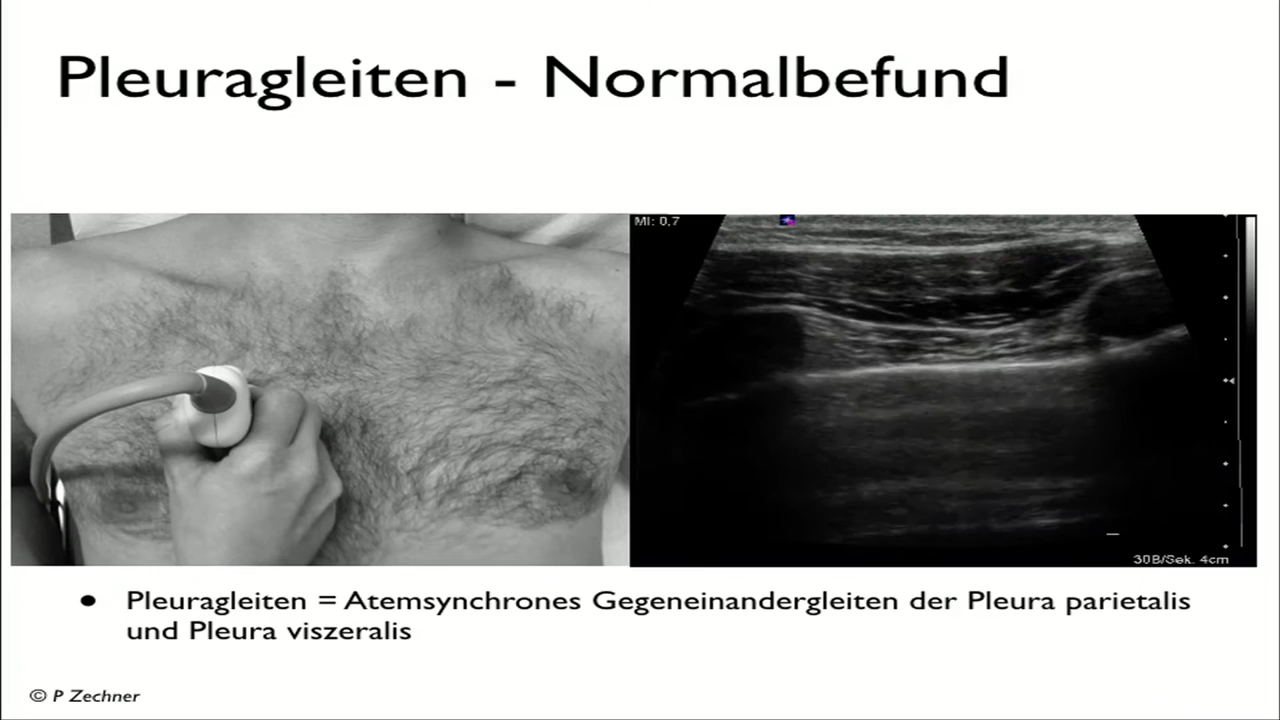 Pleuragleiten - Normalbefund
MI: 0,7
30B/Sek. 4cm
● Pleuragleiten = Atemsynchrones Gegeneinandergleiten der Pleura parietalis
und Pleura viszeralis
© P Zechner